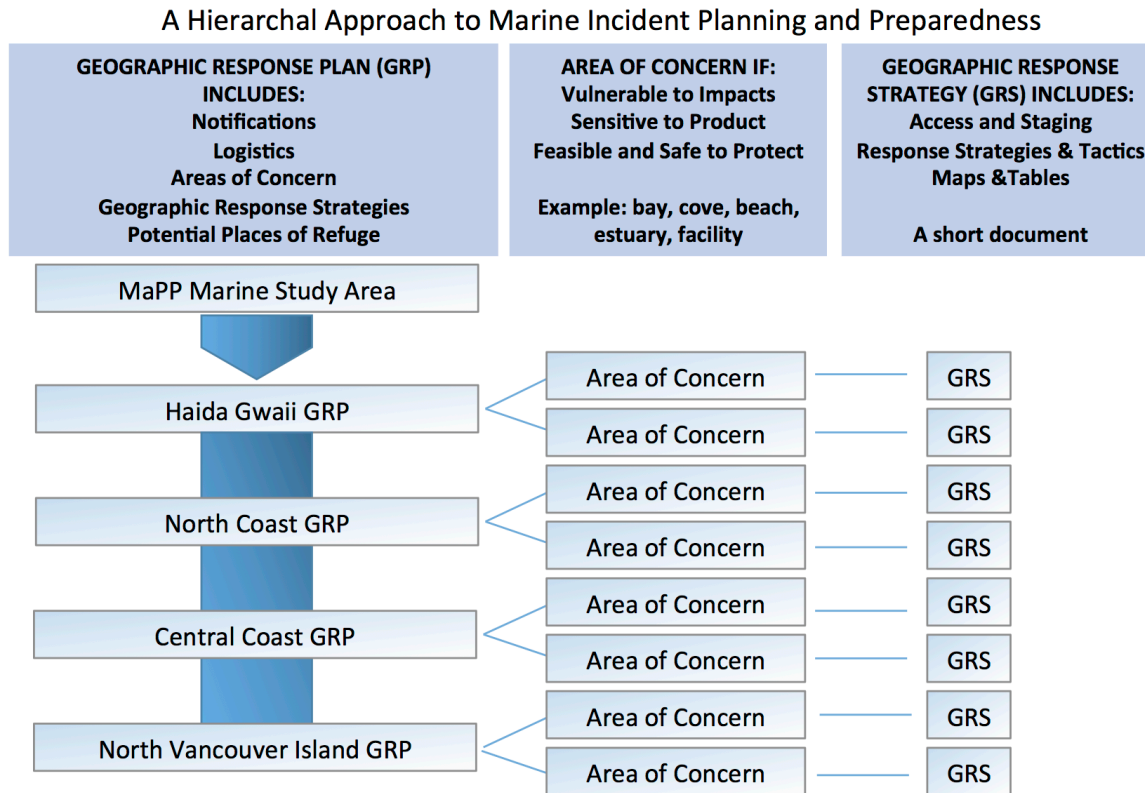 A Hierarchal Approach to Marine Incident Planning and Preparedness
GEOGRAPHIC RESPONSE PLAN (GRP)
INCLUDES:
Notifications
Logistics
Areas of Concern
Geographic Response Strategies
Potential Places of Refuge
AREA OF CONCERN IF:
Vulnerable to Impacts
Sensitive to Product
Feasible and Safe to Protect
Example: bay, cove, beach,
estuary, facility
GEOGRAPHIC RESPONSE
STRATEGY (GRS) INCLUDES:
Access and Staging
Response Strategies & Tactics
Maps &Tables
A short document
MaPP Marine Study Area
Haida Gwaii GRP
Area of Concern
GRS
Area of Concern
GRS
North Coast GRP
Area of Concern
GRS
Area of Concern
GRS
Central Coast GRP
Area of Concern
GRS
Area of Concern
GRS
North Vancouver Island GRP
Area of Concern
GRS
Area of Concern
GRS